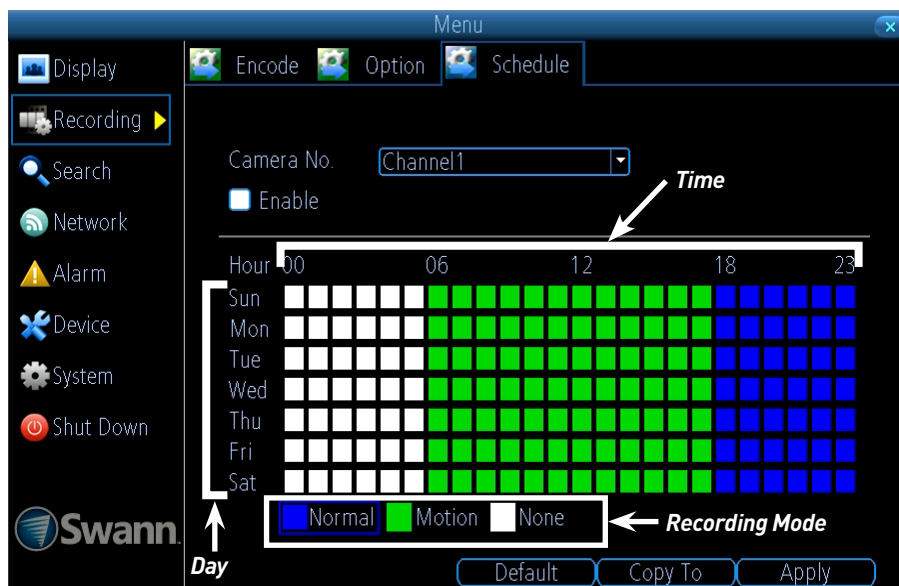 Menu
Display
Recording
Search
Network
Alarm
Device
System
Shut Down
Swann
Encode Option Schedule
Camera No. Channel1
Time
Enable
Hour 00 06 12 18 23
Sun
Mon
Tue
Wed
Thu
Fri
Sat
Normal Motion None
Recording Mode
Day
Default Copy To Apply